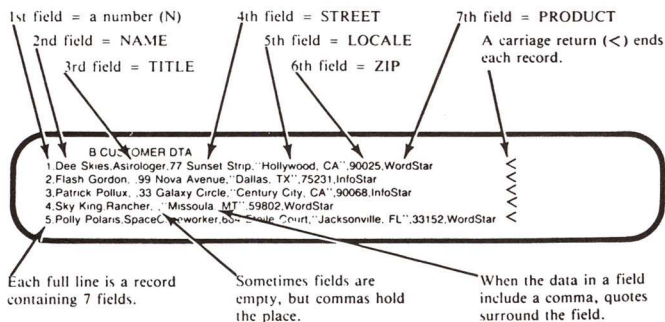 1st field = a number (N)
4th field = STREET
7th field = PRODUCT
2nd field = NAME
5th field = LOCALE
A carriage return (<) ends
each record.
3rd field = TITLE
6th field = ZIP
B CUSTOMER DTA
1,Dee Skies,Astrologer,77 Sunset Strip,"Hollywood, CA",90025,WordStar <
2,Flash Gordon, ,99 Nova Avenue,"Dallas, TX",75231,InfoStar <
3,Patrick Pollux, ,33 Galaxy Circle,"Century City, CA",90068,InfoStar <
4,Sky King,Rancher, ,"Missoula, MT",59802,WordStar <
5,Polly Polaris, Court,"Jacksonville, FL",33152,WordStar <
Each full line is a record
containing 7 fields.
Sometimes fields are
empty, but commas hold
the place.
When the data in a field
include a comma, quotes
surround the field.